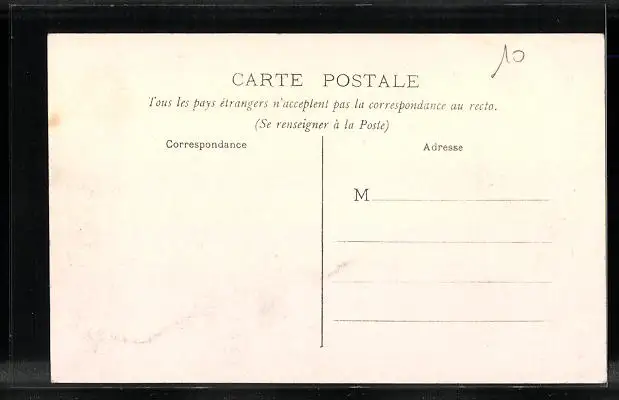 10
CARTE POSTALE
Tous les pays étrangers n'acceptent pas la correspondance au recto.
(Se renseigner à la Poste)
Correspondance
Adresse
M